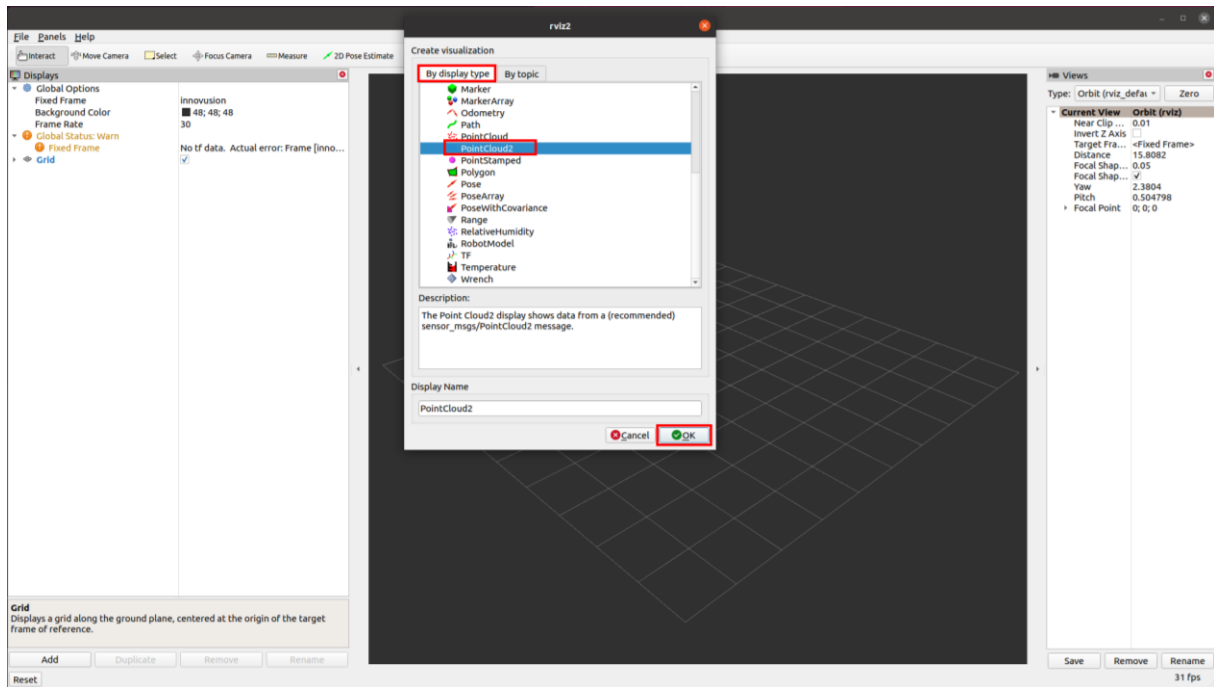 rviz2
File Panels Help
Interact Move Camera Select Focus Camera Measure 2D Pose Estimate
Displays
Global Options
Fixed Frame innovusion
Background Color 48; 48; 48
Frame Rate 30
Global Status: Warn
Fixed Frame No tf data. Actual error: Frame [inno...
Grid
Grid
Displays a grid along the ground plane, centered at the origin of the target
frame of reference.
Add Duplicate Remove Rename
Reset
Create visualization
By display type By topic
Marker
MarkerArray
Odometry
Path
PointCloud
PointCloud2
PointStamped
Polygon
Pose
PoseArray
PoseWithCovariance
Range
RelativeHumidity
RobotModel
TF
Temperature
Wrench
Description:
The Point Cloud2 display shows data from a (recommended)
sensor_msgs/PointCloud2 message.
Display Name
PointCloud2
Cancel OK
Views
Type: Orbit (rviz_defau Zero
Current View Orbit (rviz)
Near Clip ... 0.01
Invert Z Axis
Target Fra... <Fixed Frame>
Distance 15.8082
Focal Shap... 0.05
Focal Shap...
Yaw 2.3804
Pitch 0.504798
Focal Point 0; 0; 0
Save Remove Rename
31 fps